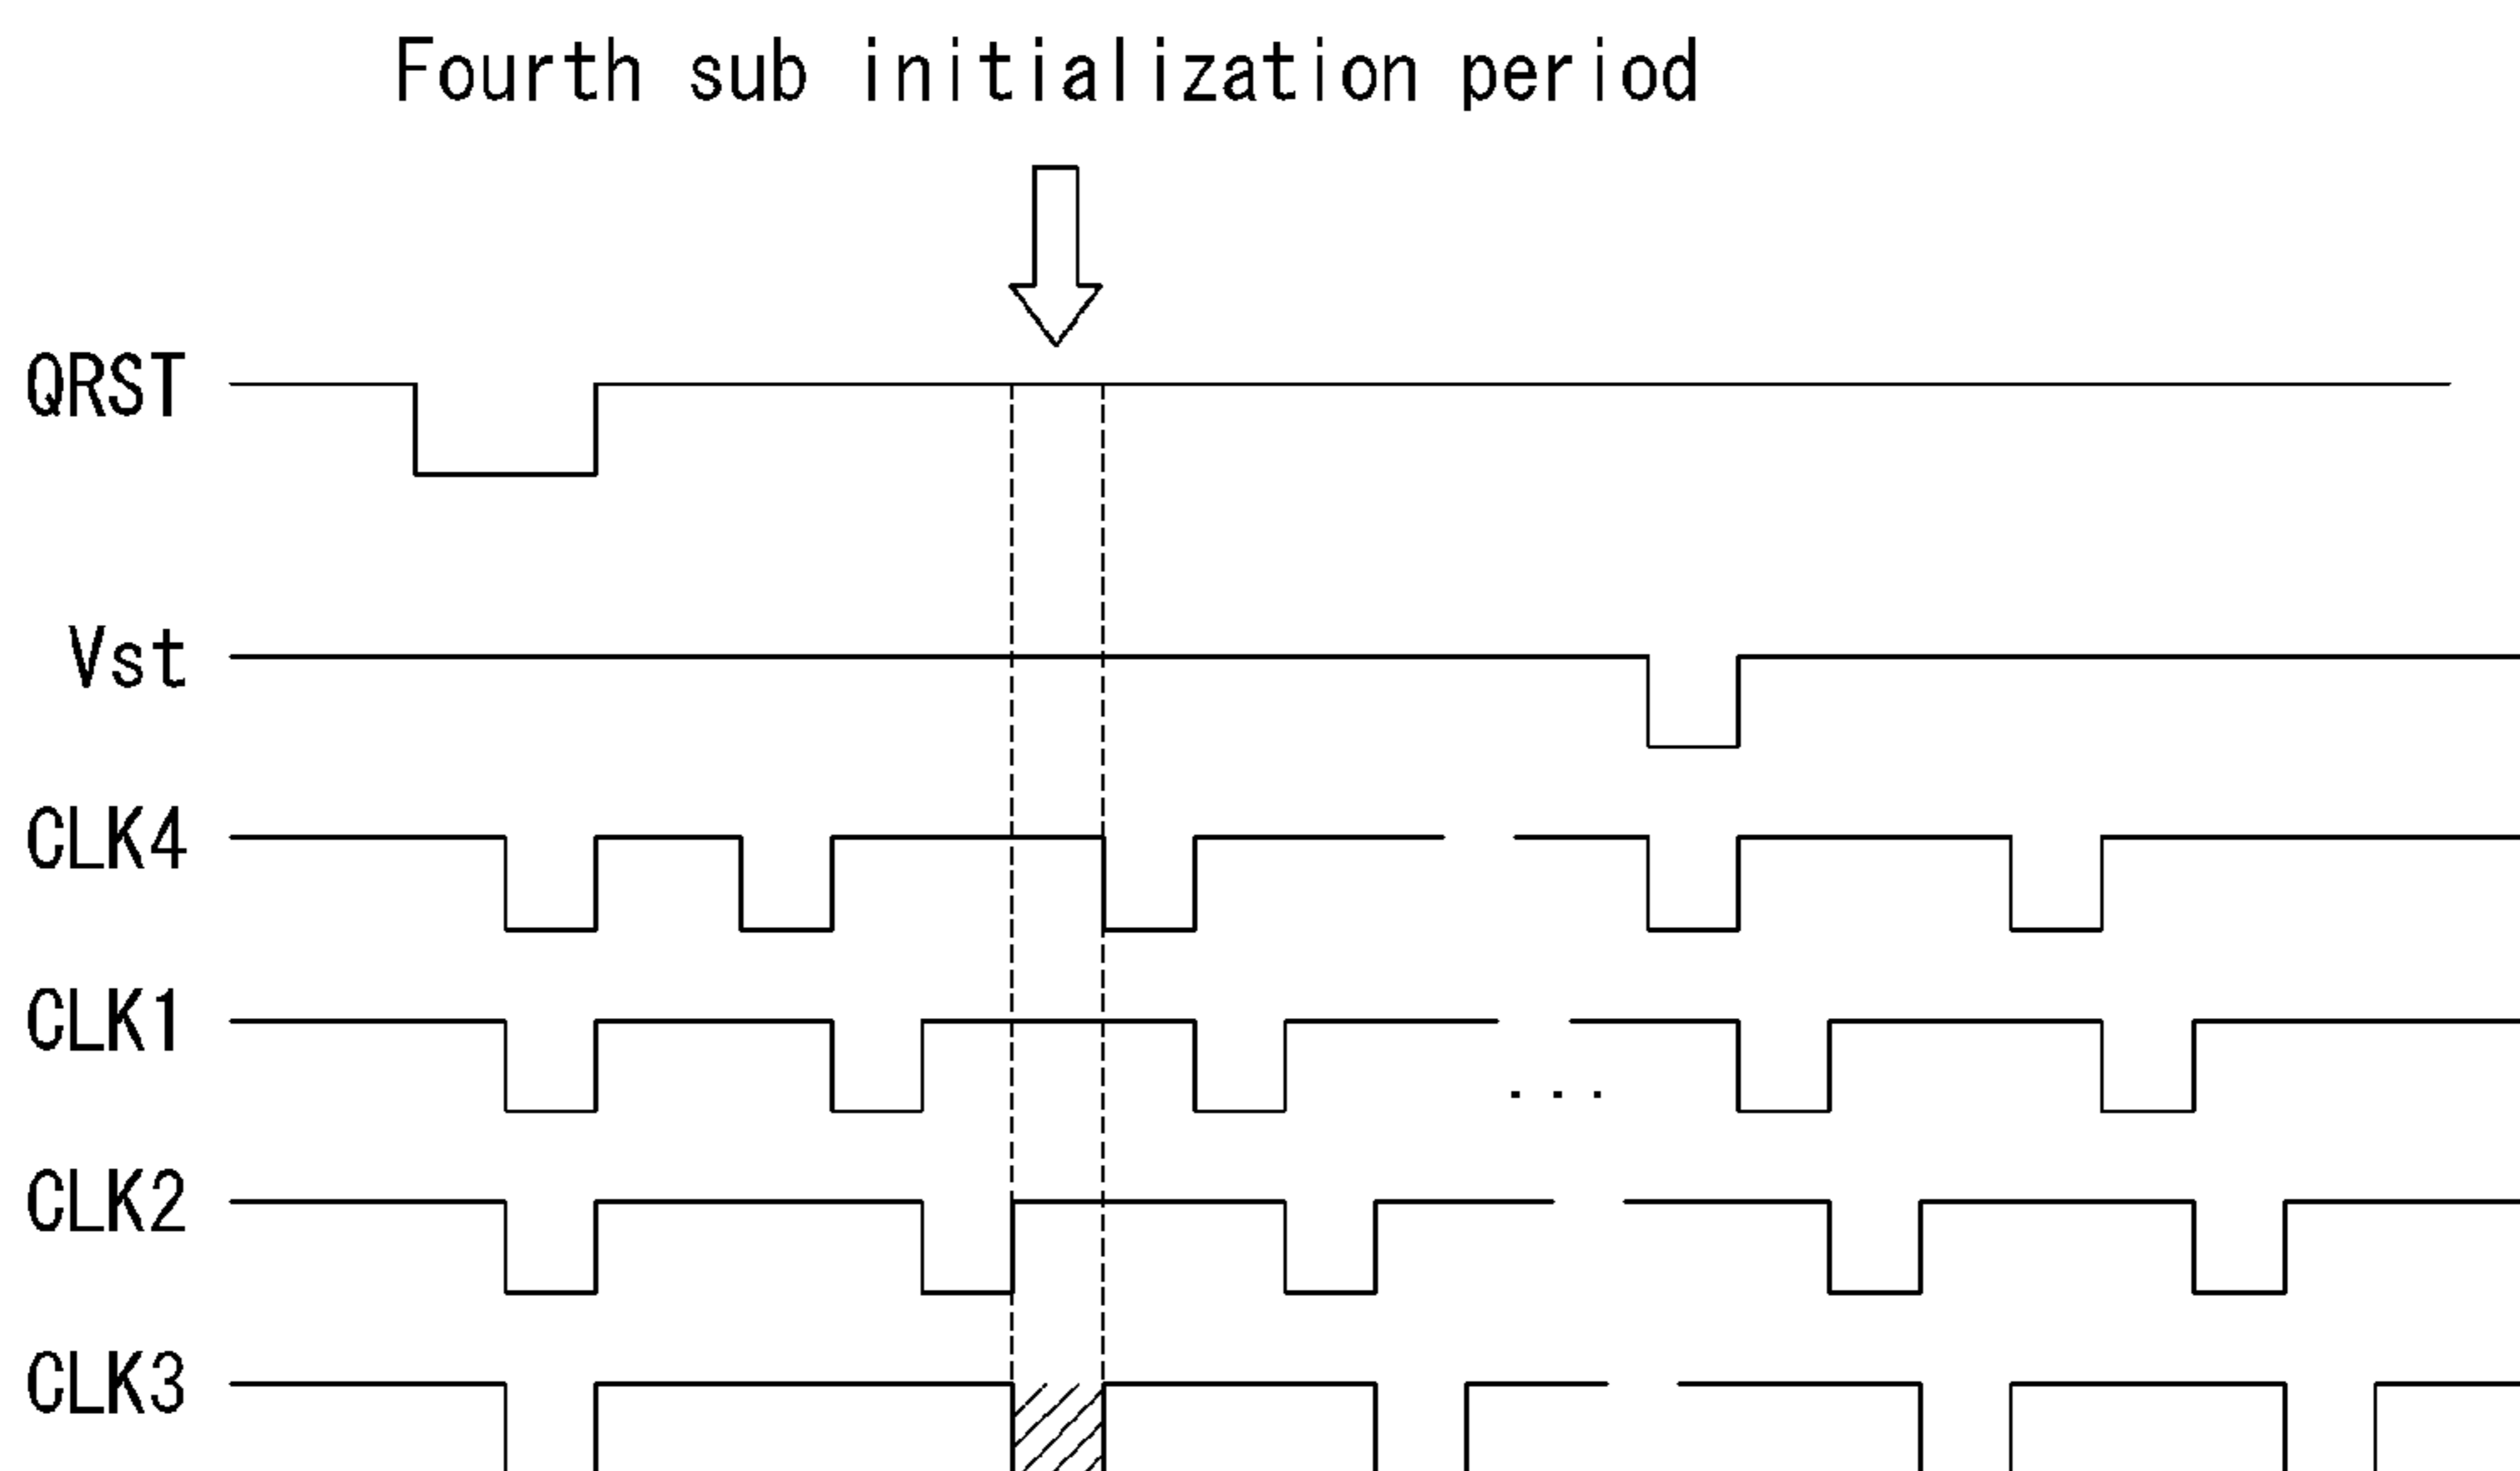 Fourth sub initialization period
QRST
Vst
CLK4
CLK1
...
CLK2
CLK3